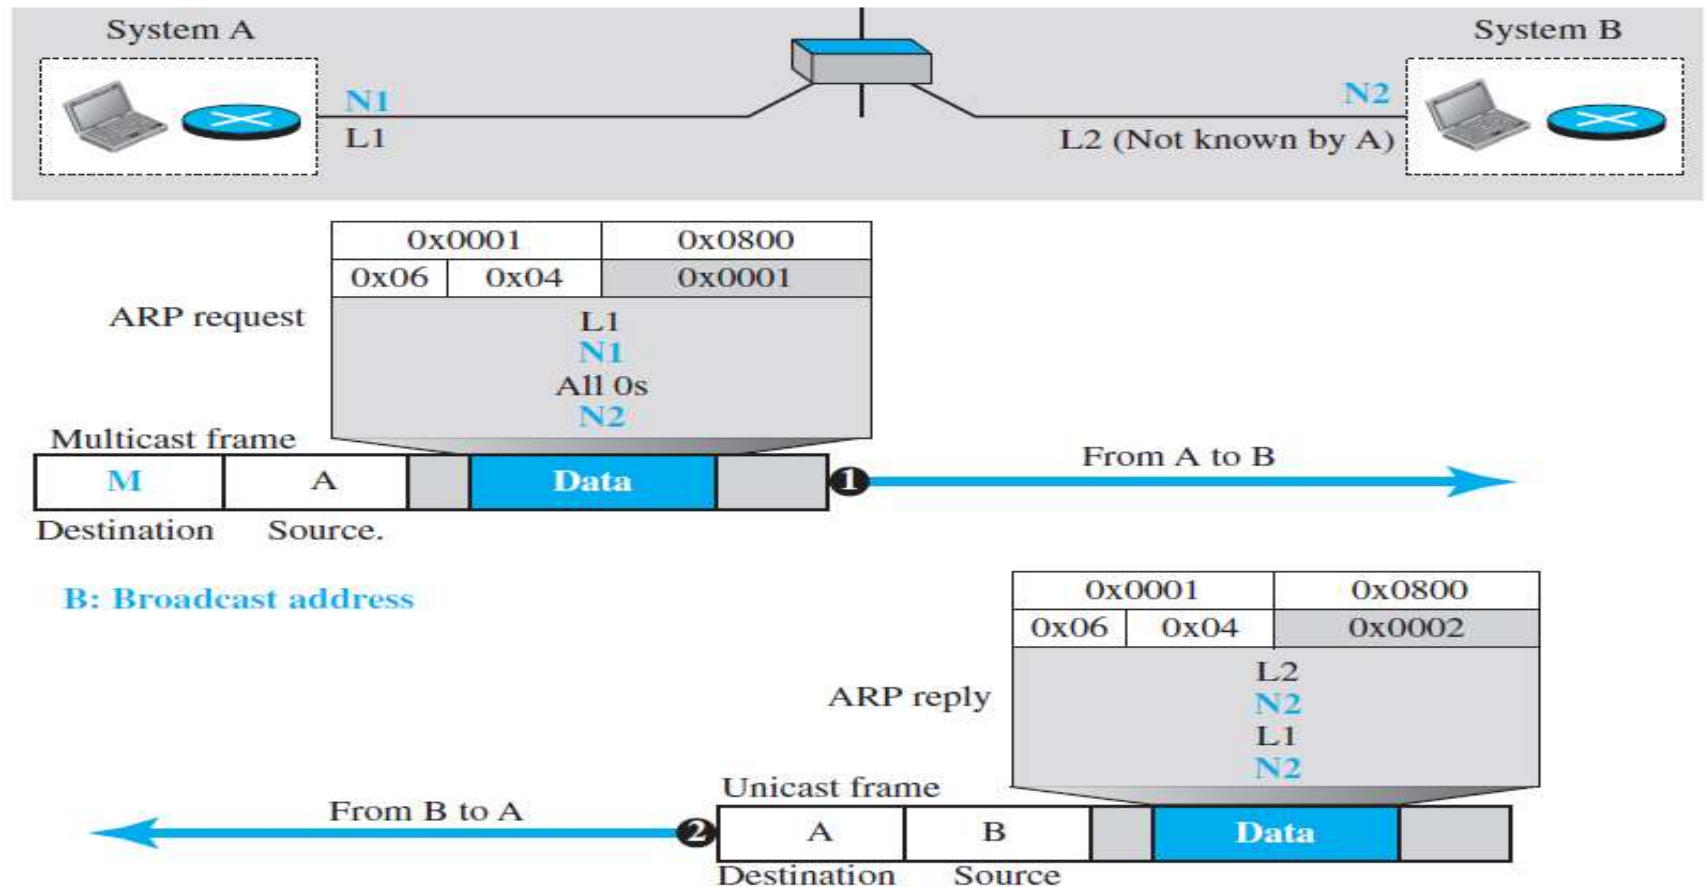 System A
System B
N1
N2
L1
L2 (Not known by A)
0x0001 0x0800
0x06 0x04 0x0001
ARP request
L1
N1
All 0s
N2
Multicast frame
M A Data
1
From A to B
Destination Source.
B: Broadcast address
0x0001 0x0800
0x06 0x04 0x0002
ARP reply
L2
N2
L1
N2
Unicast frame
From B to A
2
A B Data
Destination Source